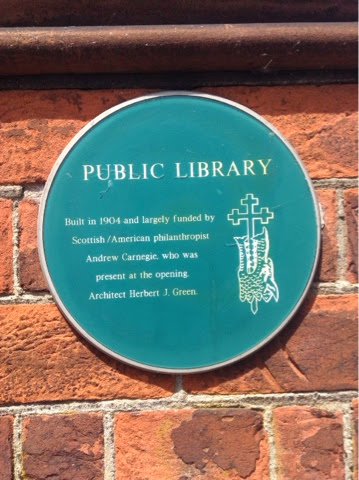 PUBLIC LIBRARY
Built in 1904 and largely funded by
Scottish/American philanthropist
Andrew Carnegie, who was
present at the opening.
Architect Herbert J. Green.